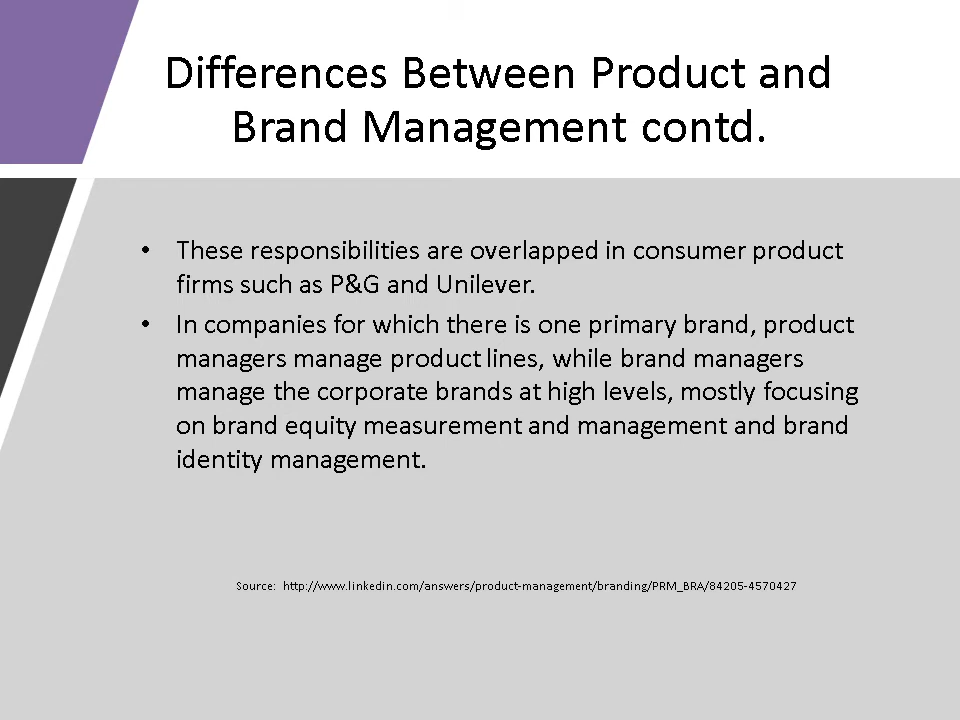 Differences Between Product and
Brand Management contd.
• These responsibilities are overlapped in consumer product
firms such as P&G and Unilever.
• In companies for which there is one primary brand, product
managers manage product lines, while brand managers
manage the corporate brands at high levels, mostly focusing
on brand equity measurement and management and brand
identity management.
Source: http://www.linkedin.com/answers/product-management/branding/PRM_BRA/84205-4570427